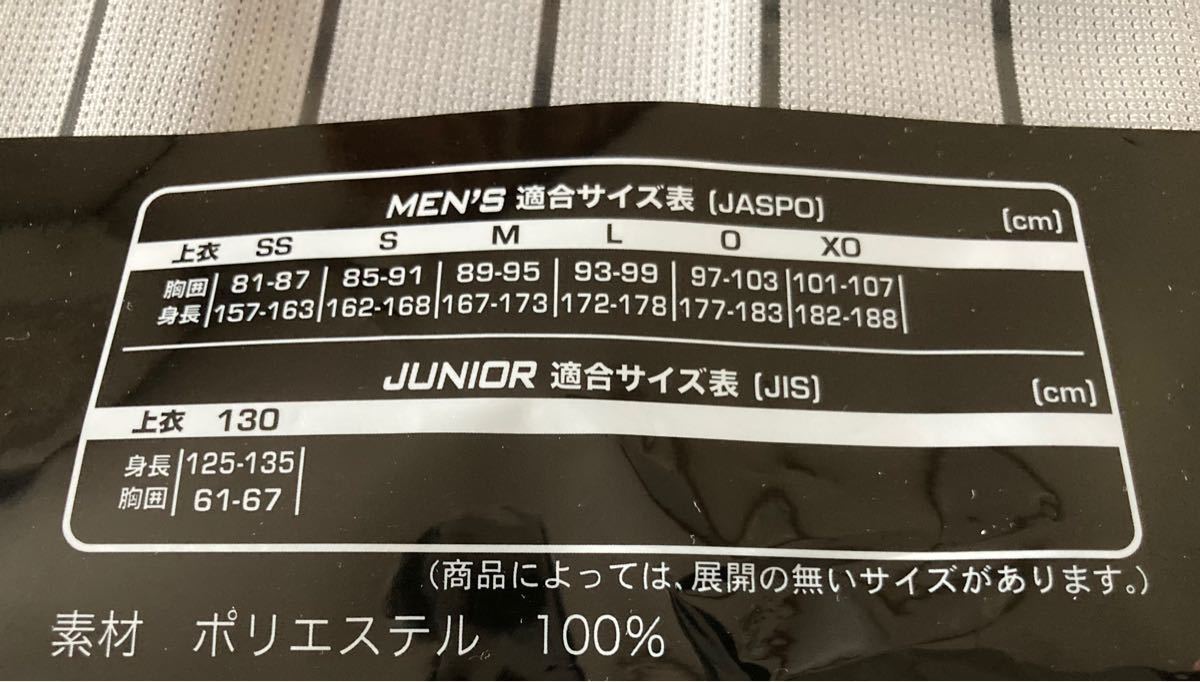 MEN'S 適合サイズ表 [JASPO] [cm]
上衣 SS S M L O XO
胸囲 81-87 85-91 89-95 93-99 97-103 101-107
身長 157-163 162-168 167-173 172-178 177-183 182-188
JUNIOR 適合サイズ表 [JIS] [cm]
上衣 130
身長 125-135
胸囲 61-67
(商品によっては、展開の無いサイズがあります。)
素材 ポリエステル 100%